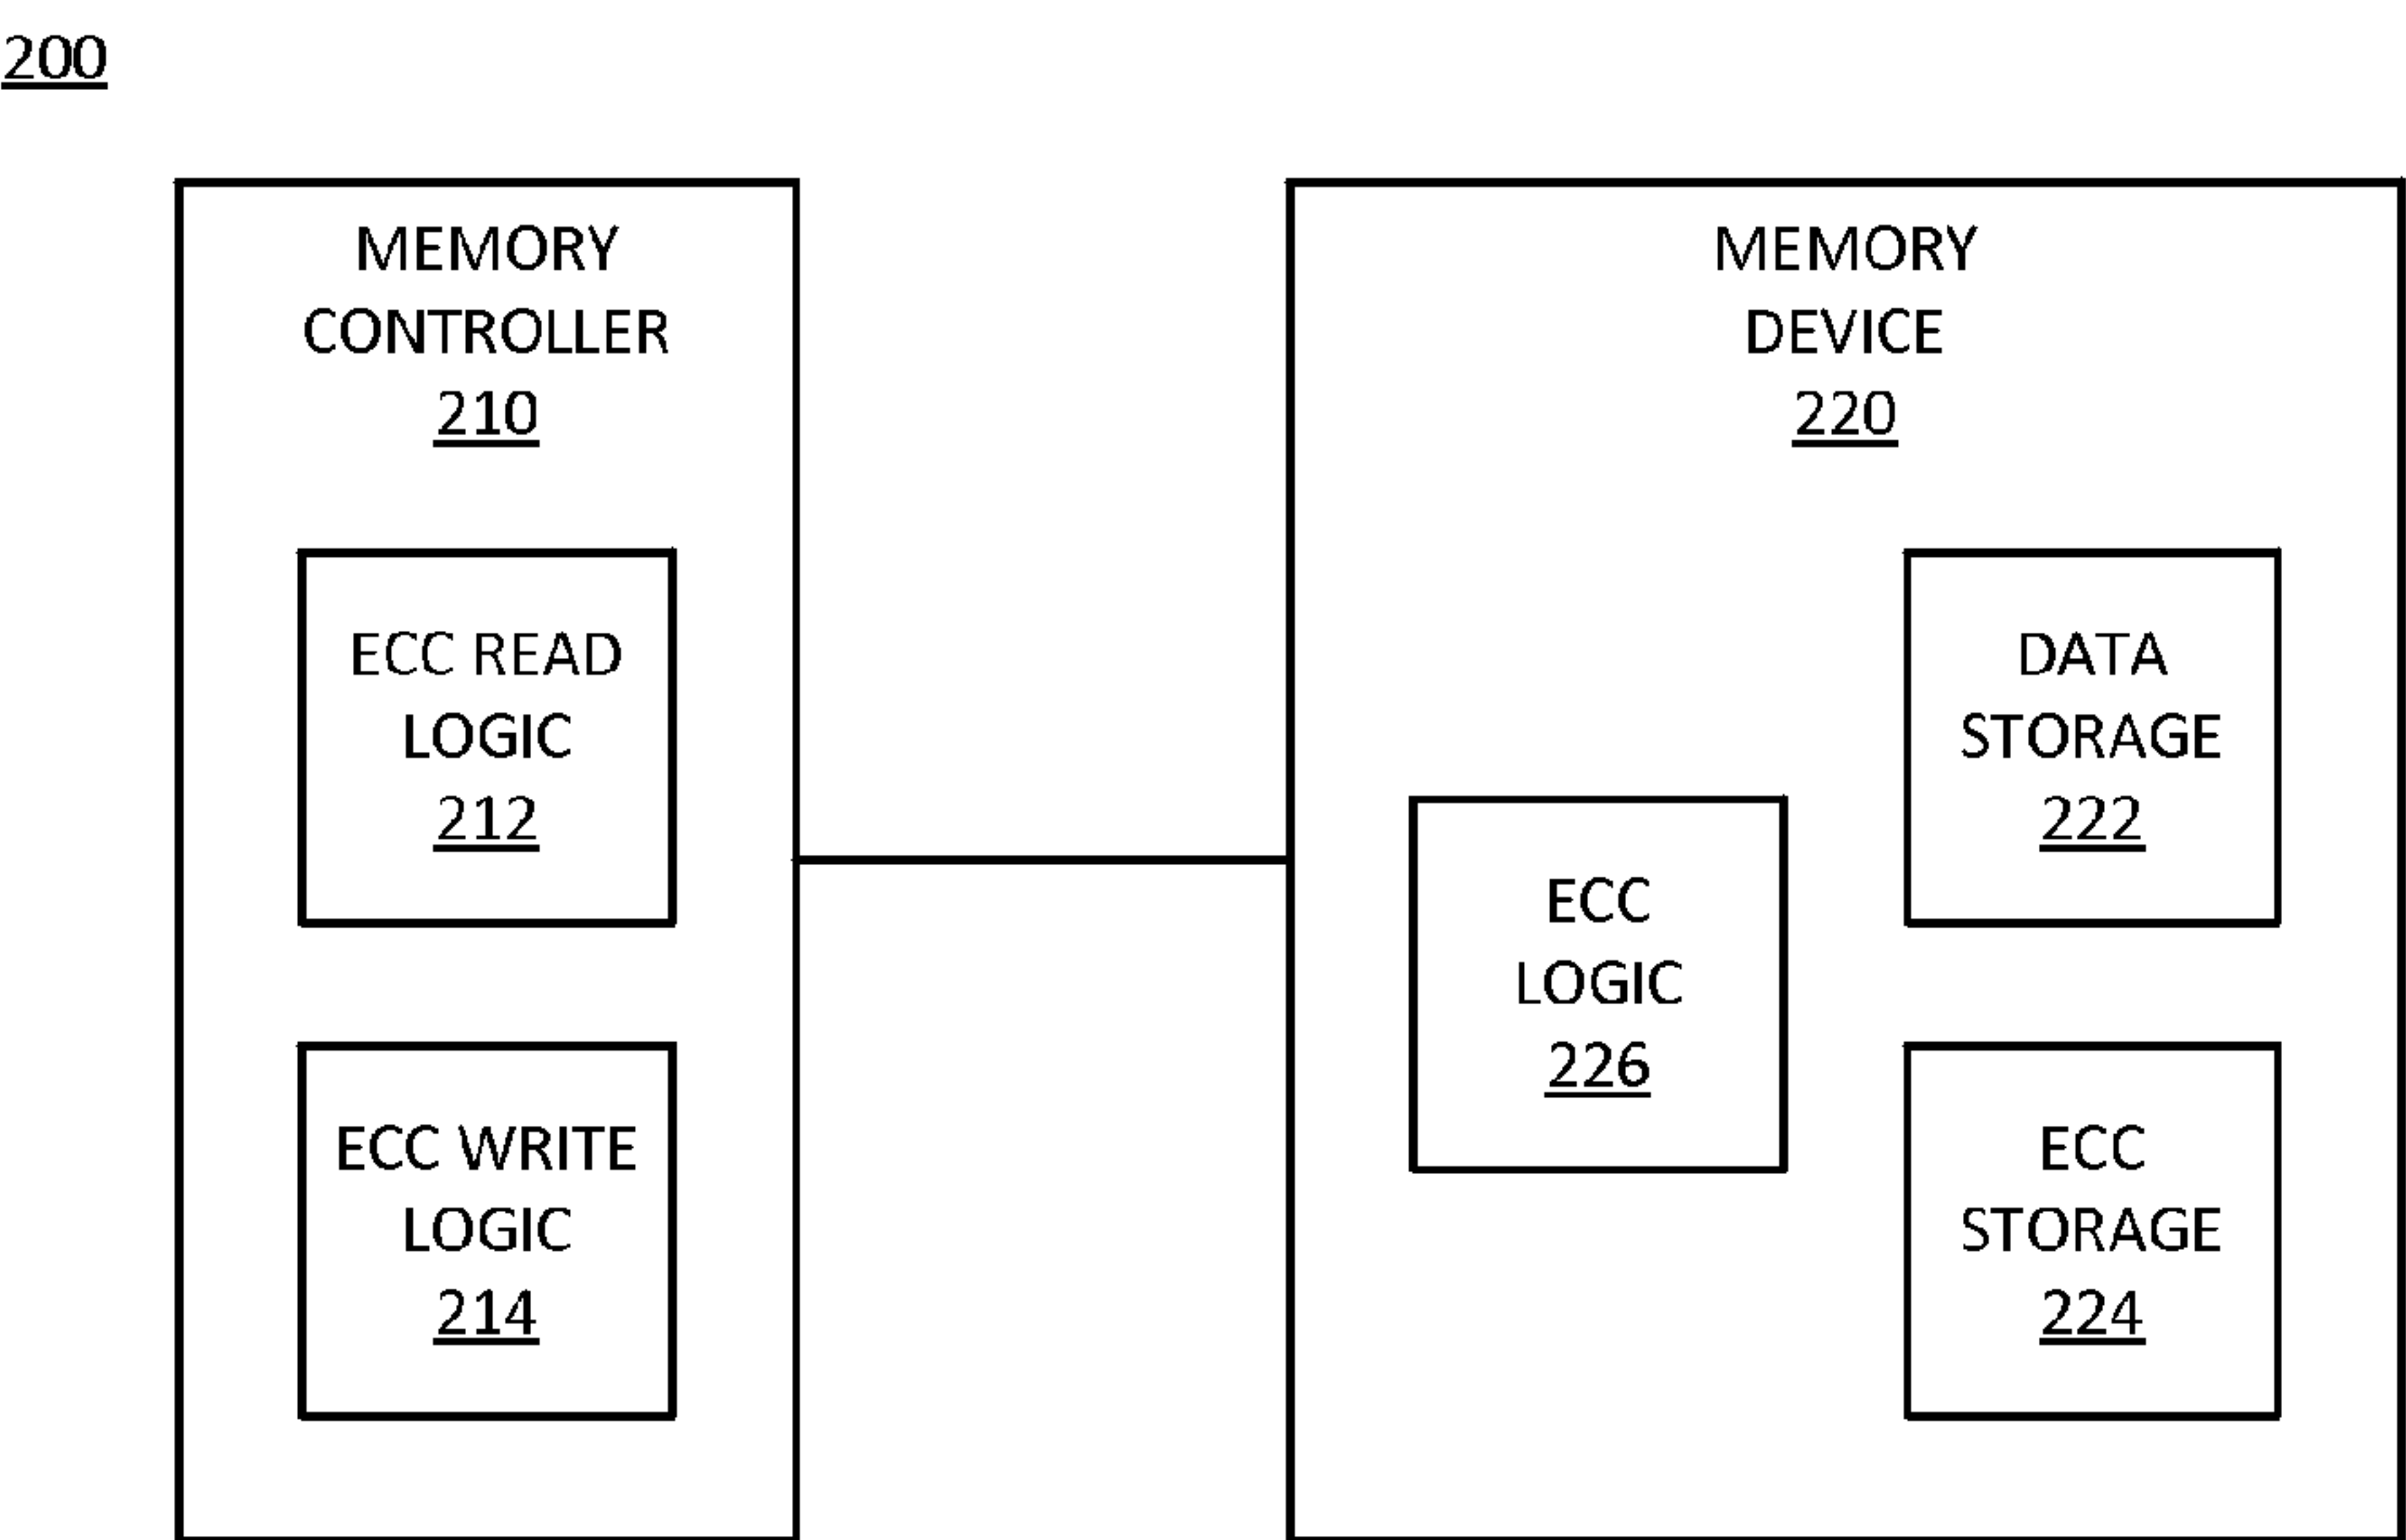 200
MEMORY
CONTROLLER
210
ECC READ
LOGIC
212
ECC WRITE
LOGIC
214
MEMORY
DEVICE
220
ECC
LOGIC
226
DATA
STORAGE
222
ECC
STORAGE
224